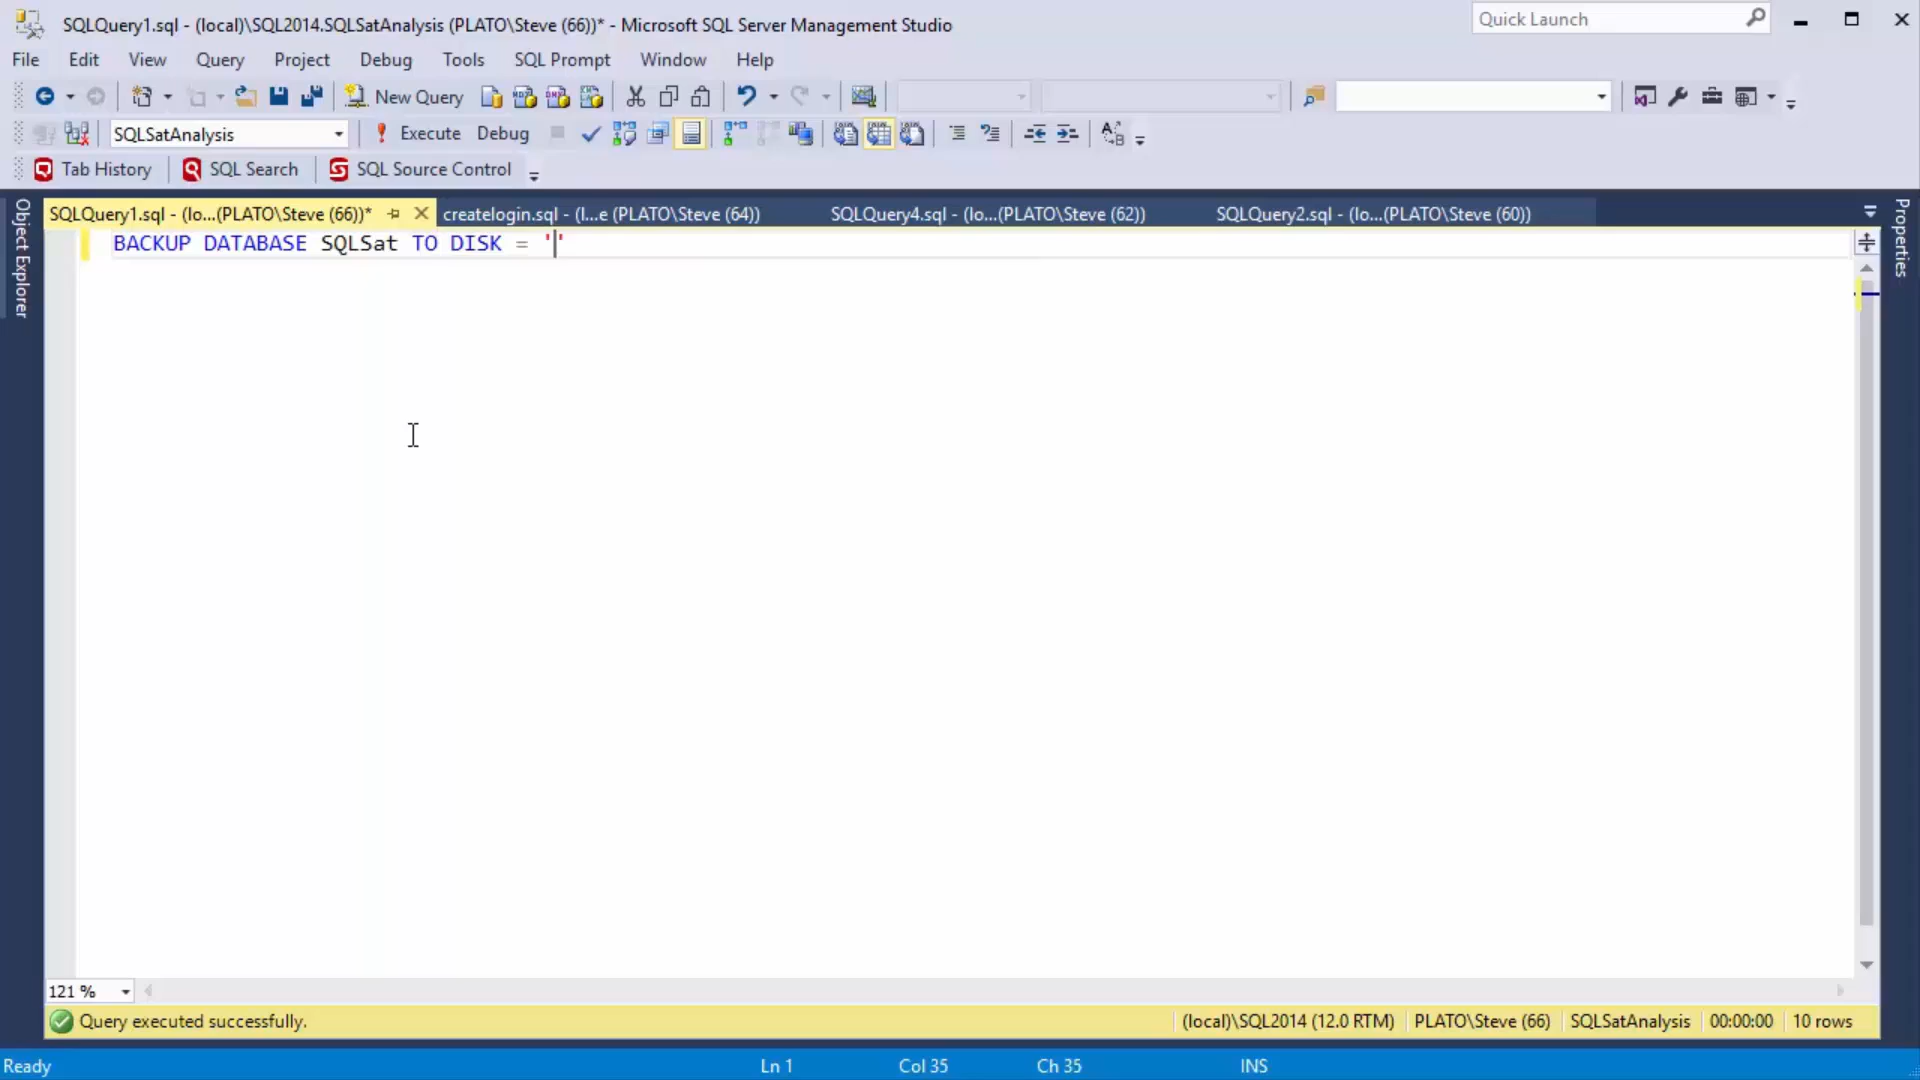 SQLQuery1.sql - (local)\SQL2014.SQLSatAnalysis (PLATO\Steve (66))* - Microsoft SQL Server Management Studio
Quick Launch
File Edit View Query Project Debug Tools SQL Prompt Window Help
New Query
SQLSatAnalysis Execute Debug
Tab History SQL Search SQL Source Control
SQLQuery1.sql - (lo...(PLATO\Steve (66))* createlogin.sql - (l...e (PLATO\Steve (64)) SQLQuery4.sql - (lo...(PLATO\Steve (62)) SQLQuery2.sql - (lo...(PLATO\Steve (60))
Object Explorer
Properties
BACKUP DATABASE SQLSat TO DISK = ''
121 %
Query executed successfully. (local)\SQL2014 (12.0 RTM) PLATO\Steve (66) SQLSatAnalysis 00:00:00 10 rows
Ready Ln 1 Col 35 Ch 35 INS